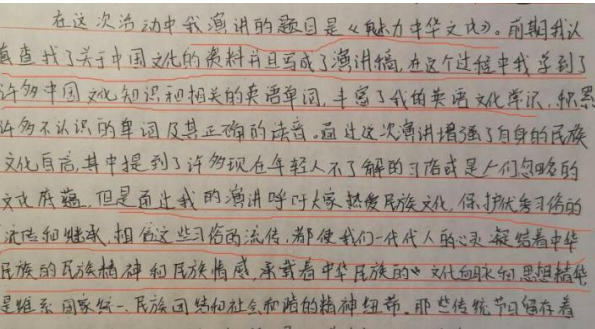 在这次活动中我演讲的题目是《魅力中华文化》。前期我认
真查找了关于中国文化的资料并且写成了演讲稿,在这个过程中我学到了
许多中国文化知识和相关的英语单词,丰富了我的英语文化学识,积累
许多不认识的单词及其正确的读音。通过这次演讲增强了自身的民族
文化自信,其中提到了许多现在年轻人不了解的习俗或是人们忽略的
文化底蕴,但是通过我的演讲呼吁大家热爱民族文化,保护优秀习俗的
流传和继承,相信这些习俗的流传,都使我们一代代人的心灵凝结着中华
民族的民族精神和民族情感,承载着中华民族的文化血脉和思想精华
是维系国家统一、民族团结和社会和谐的精神纽带。那些传统节日留存着